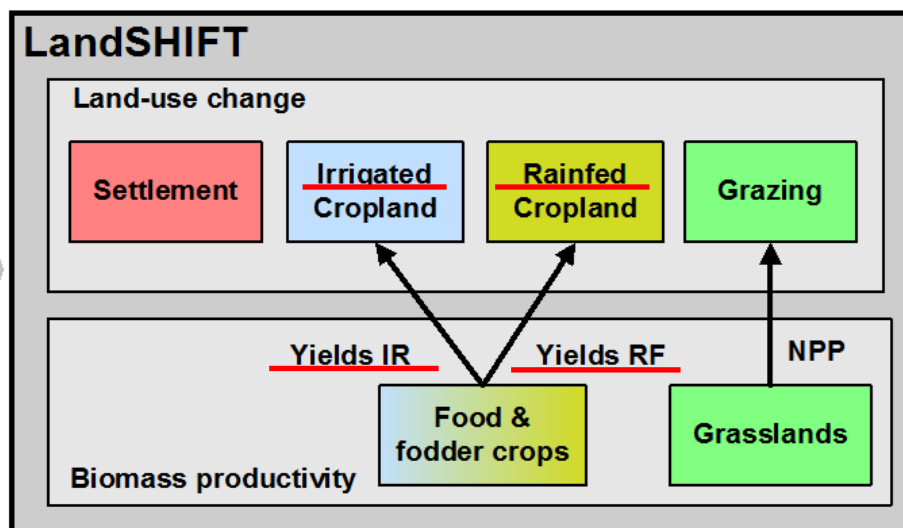 LandSHIFT
Land-use change
Settlement
Irrigated
Cropland
Rainfed
Cropland
Grazing
Yields IR
Yields RF
NPP
Food &
fodder crops
Grasslands
Biomass productivity